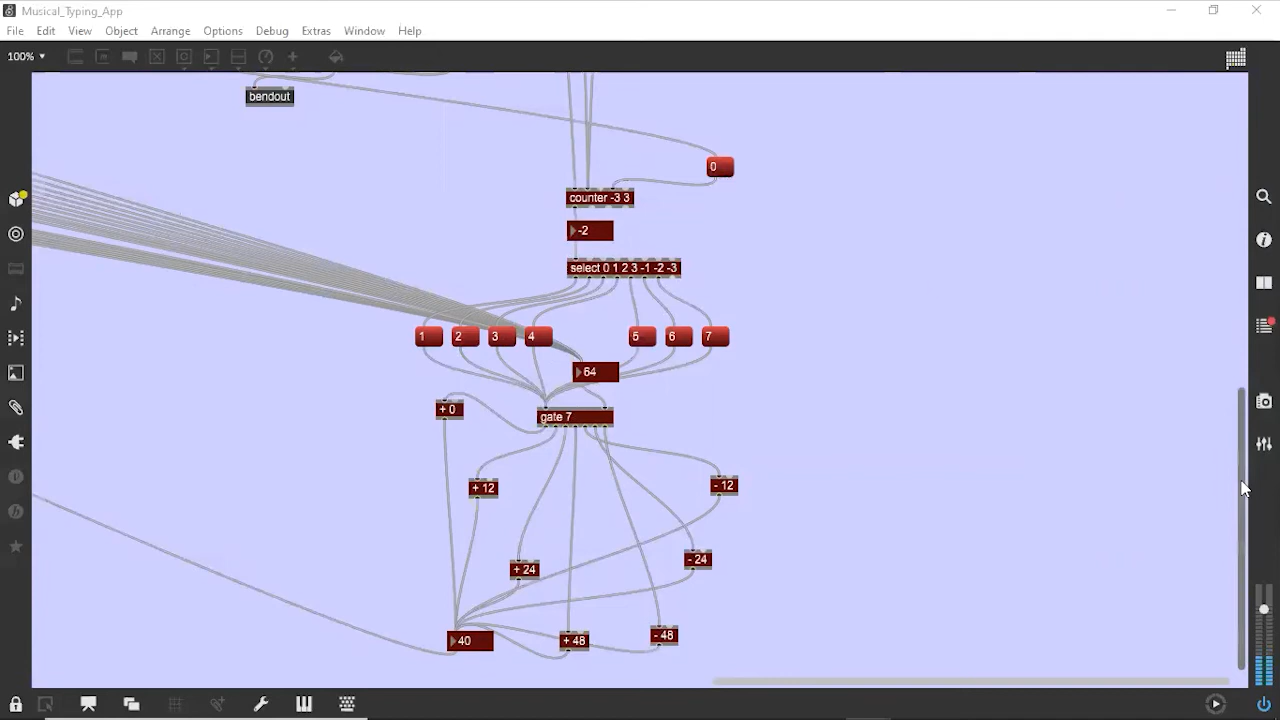 Musical_Typing_App
File Edit View Object Arrange Options Debug Extras Window Help
100%
bendout
0
counter -3 3
-2
select 0 1 2 3 -1 -2 -3
1 2 3 4 5 6 7
64
+ 0
gate 7
+ 12
- 12
+ 24
- 24
40
+ 48
- 48